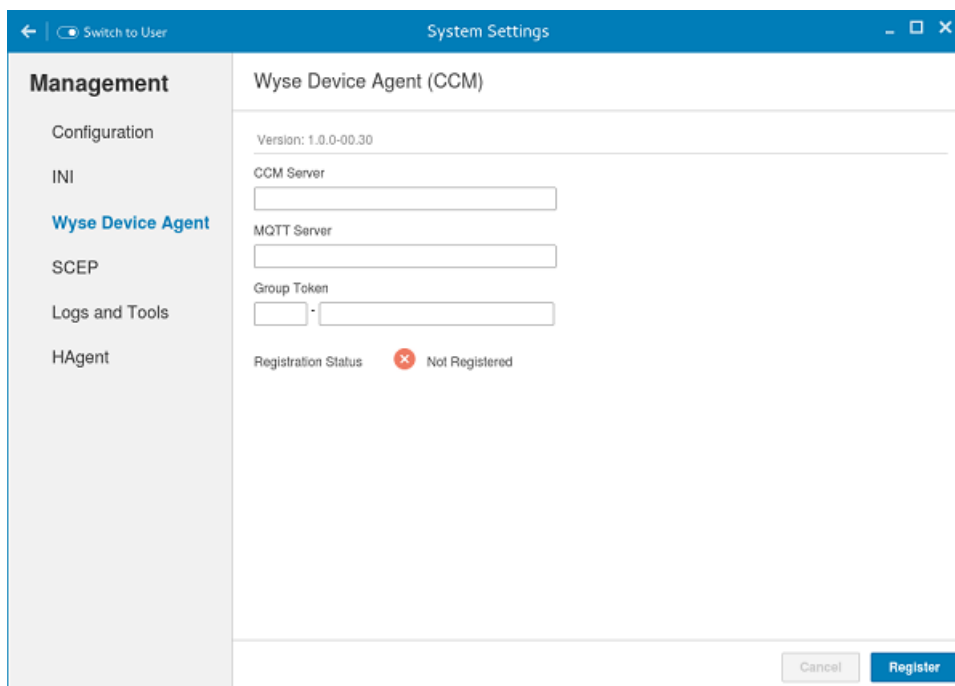 Switch to User
System Settings
Management
Configuration
INI
Wyse Device Agent
SCEP
Logs and Tools
HAgent
Wyse Device Agent (CCM)
Version: 1.0.0-00.30
CCM Server
MQTT Server
Group Token
-
Registration Status Not Registered
Cancel Register